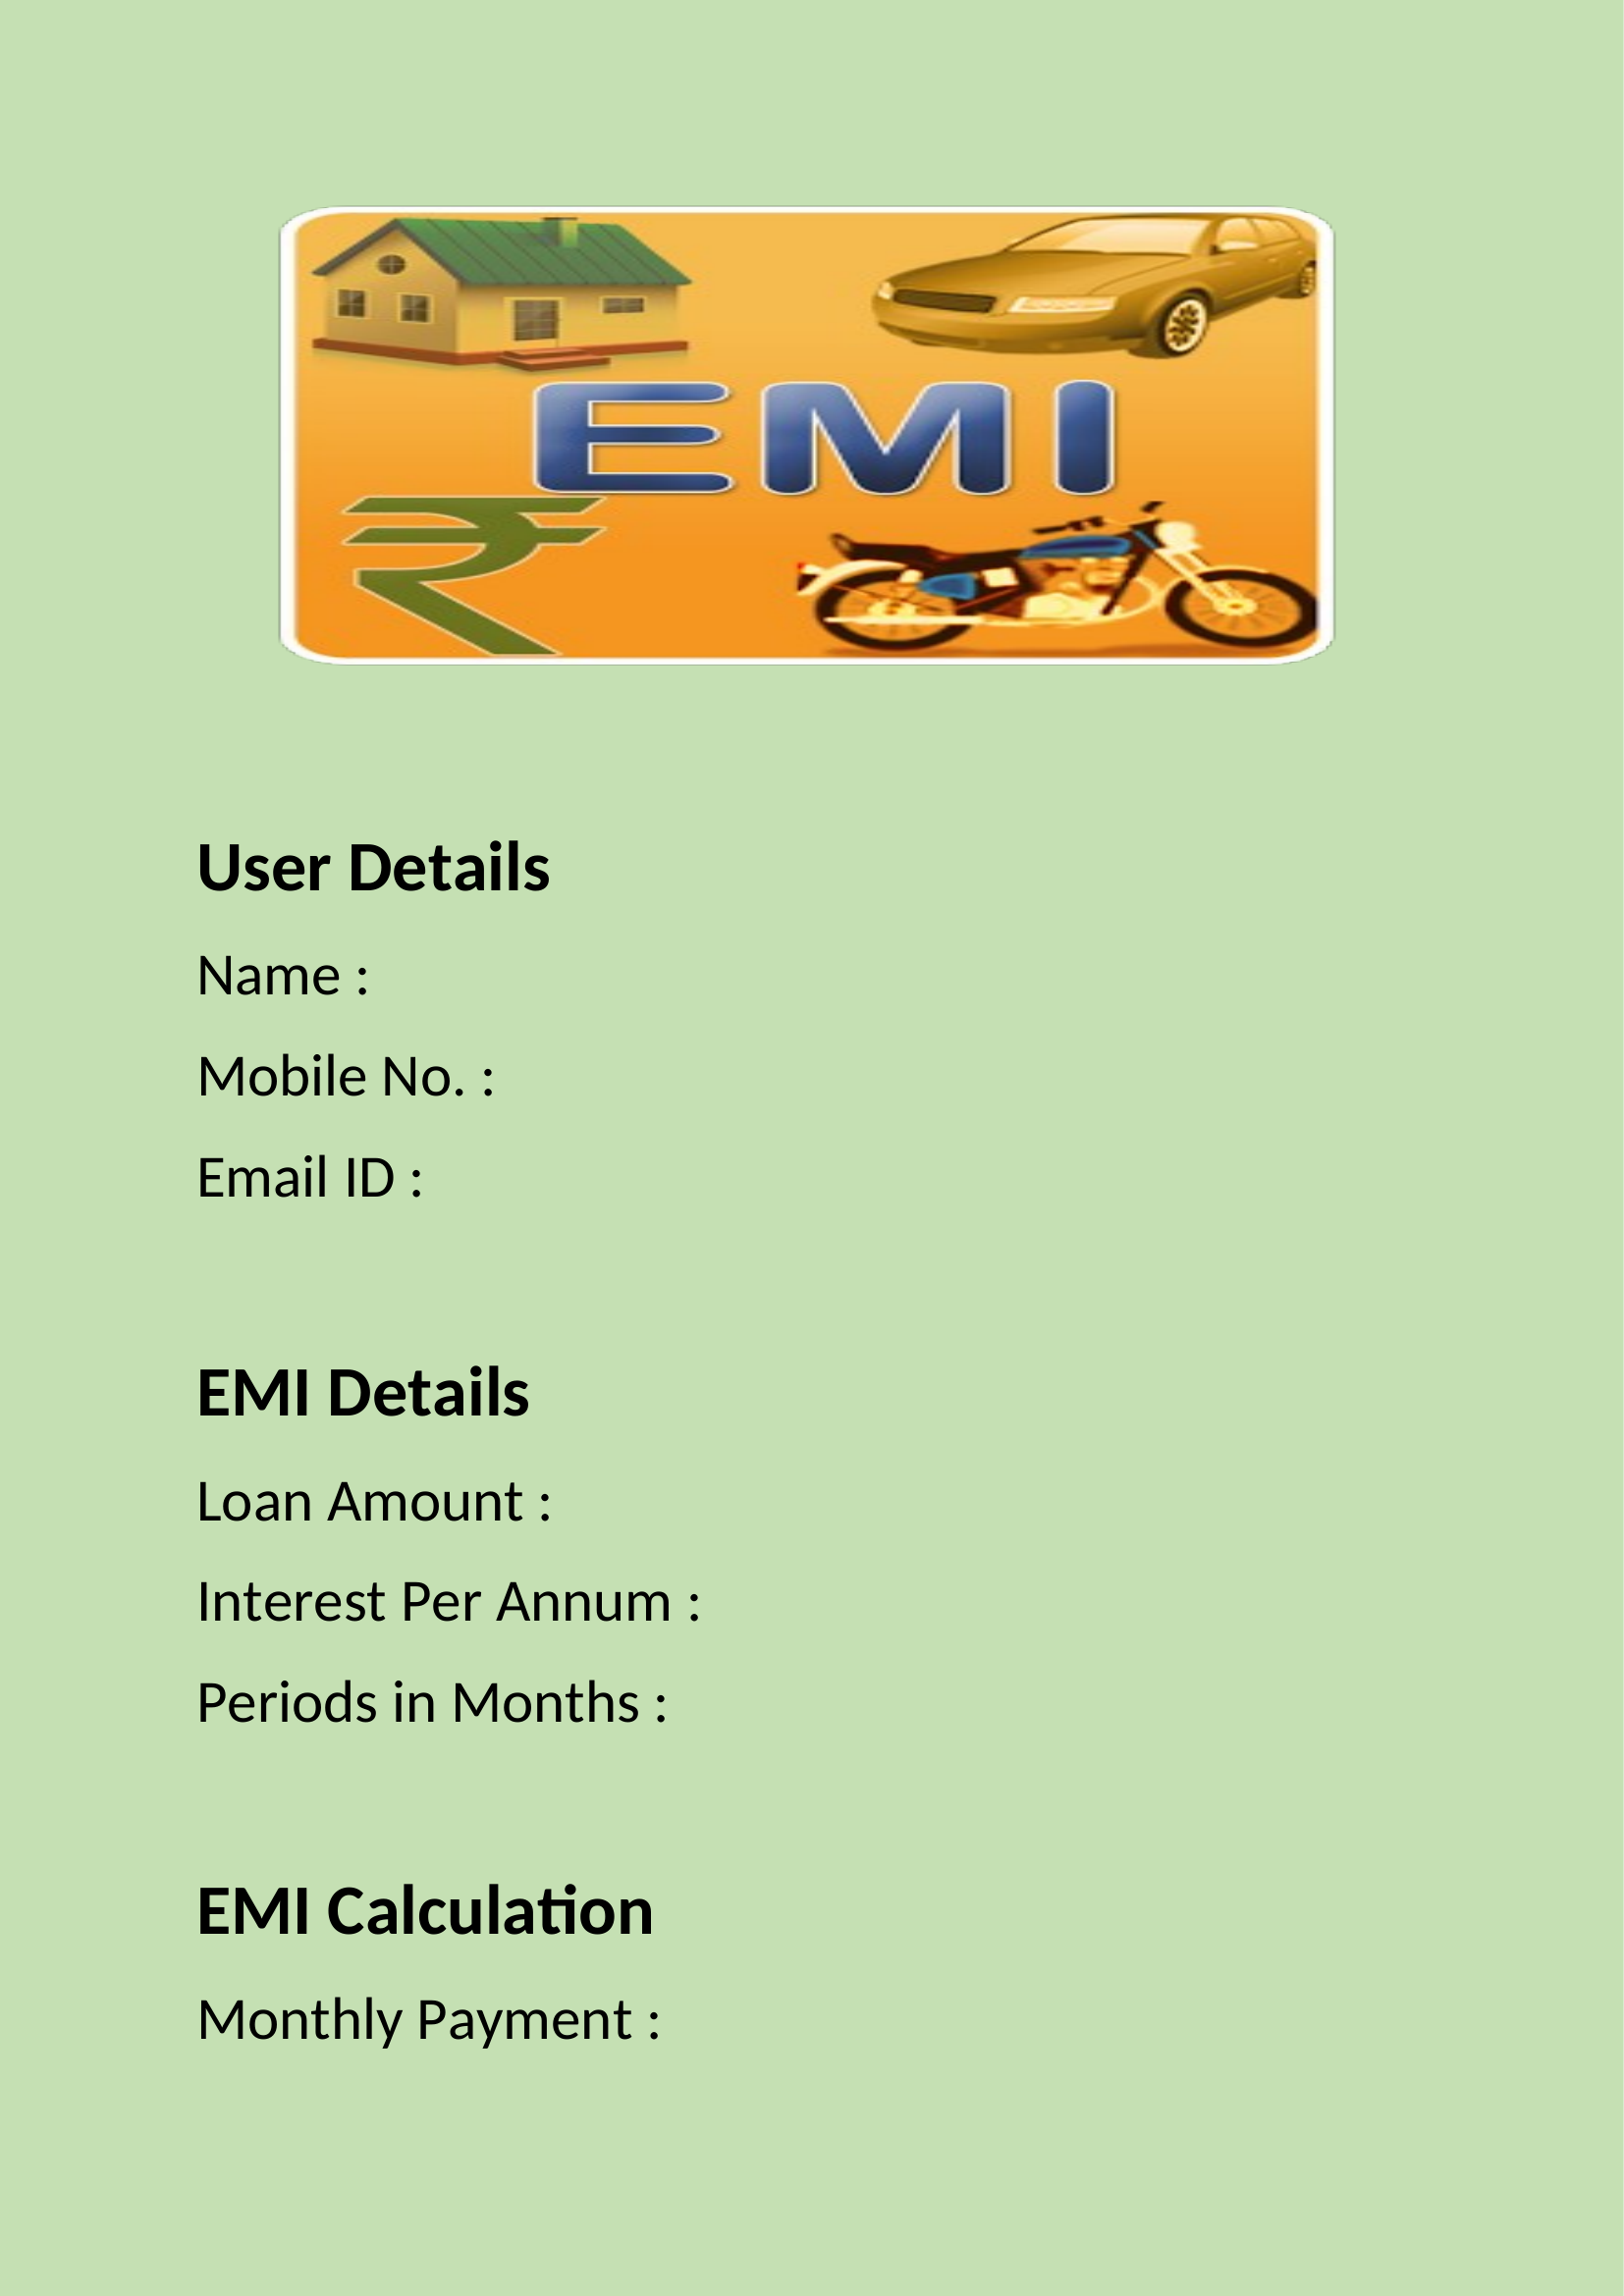 EMI
₹
User Details
Name :
Mobile No. :
Email ID :
EMI Details
Loan Amount :
Interest Per Annum :
Periods in Months :
EMI Calculation
Monthly Payment :